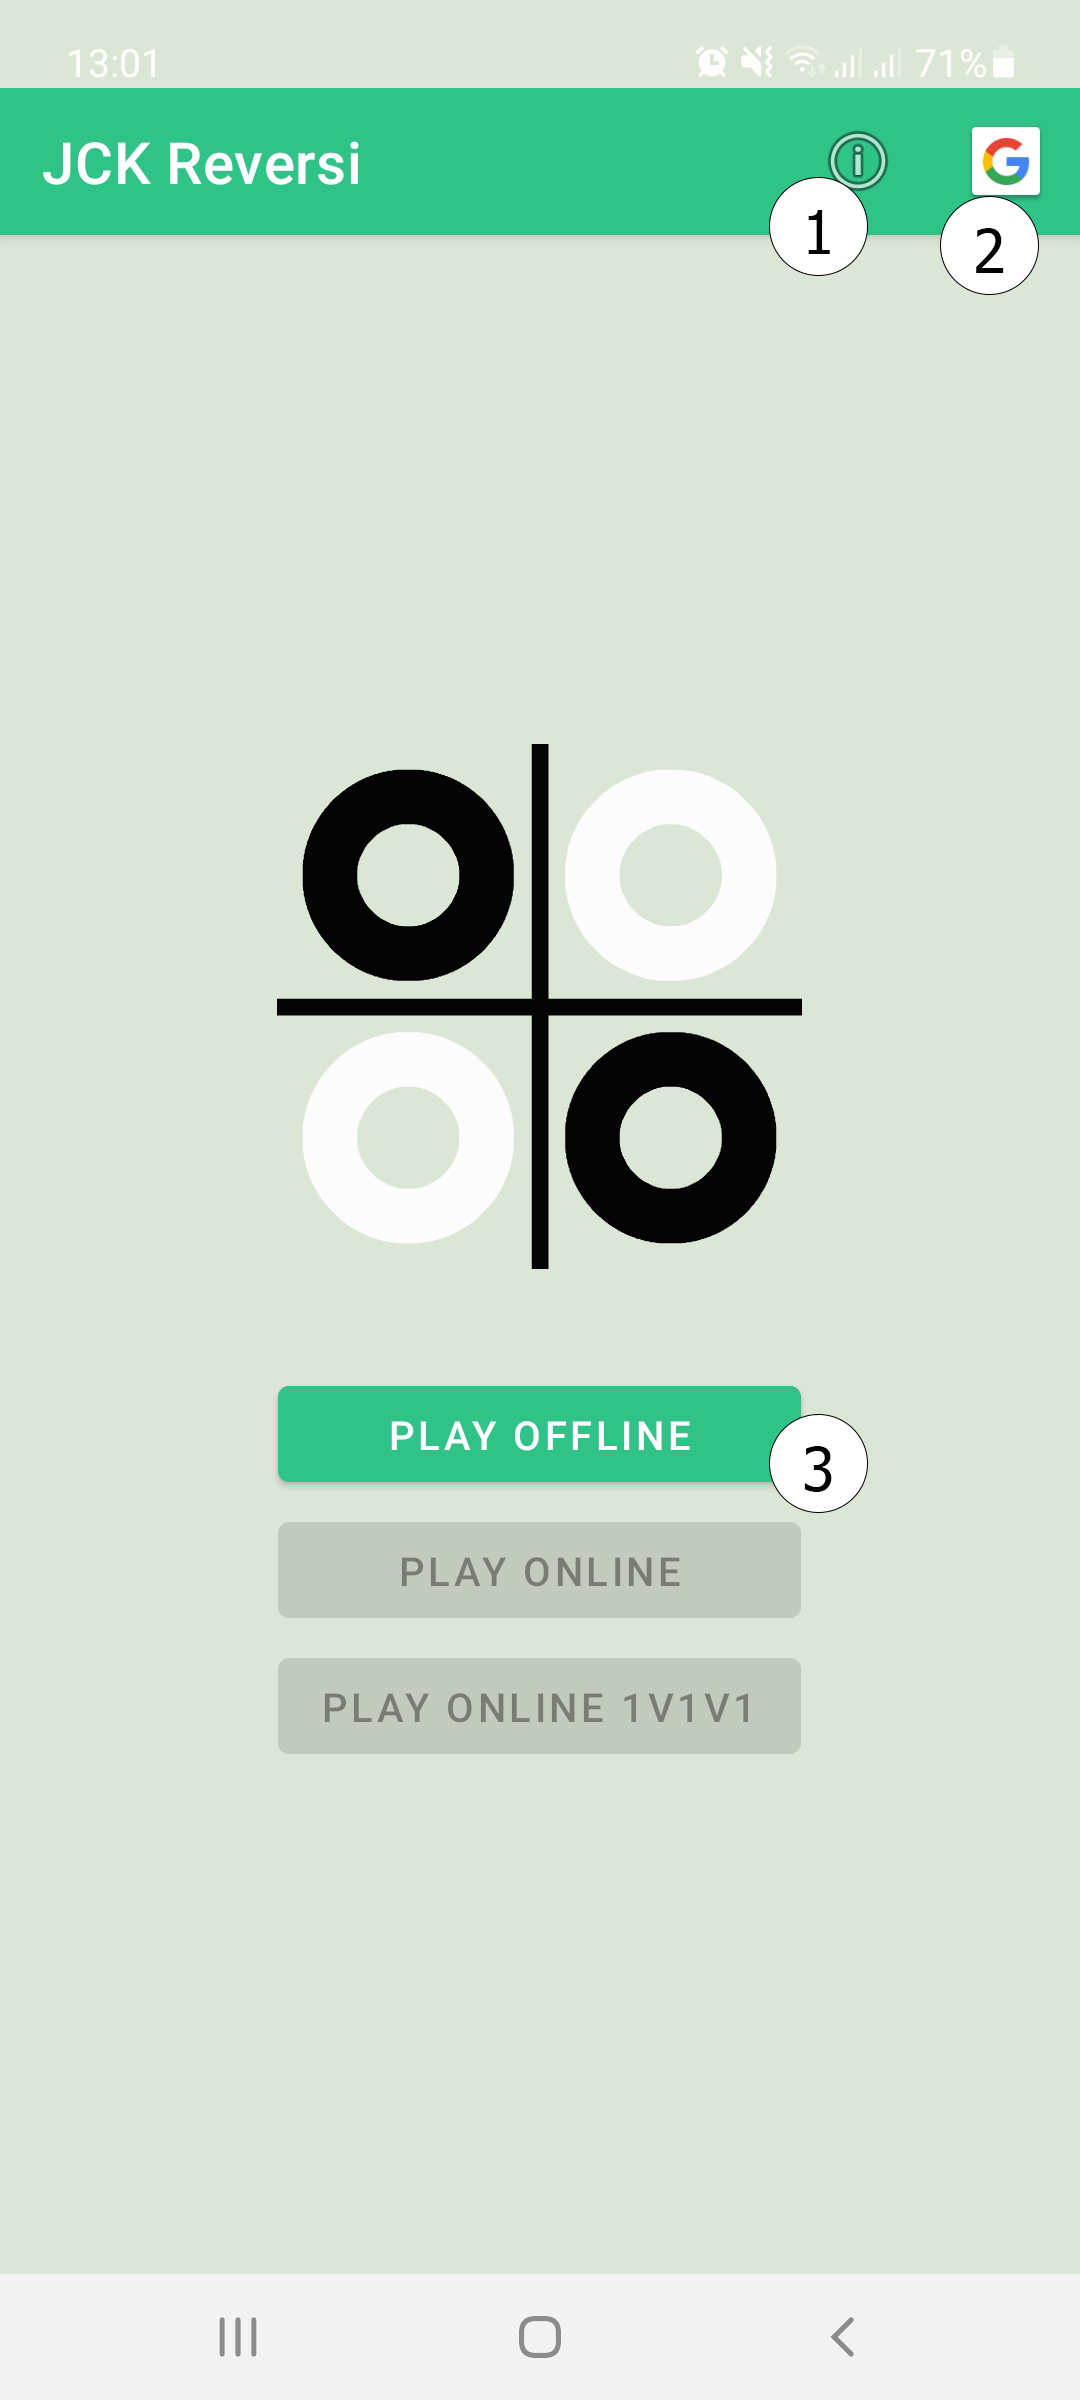 13:01 71%
JCK Reversi
1
2
PLAY OFFLINE
3
PLAY ONLINE
PLAY ONLINE 1V1V1